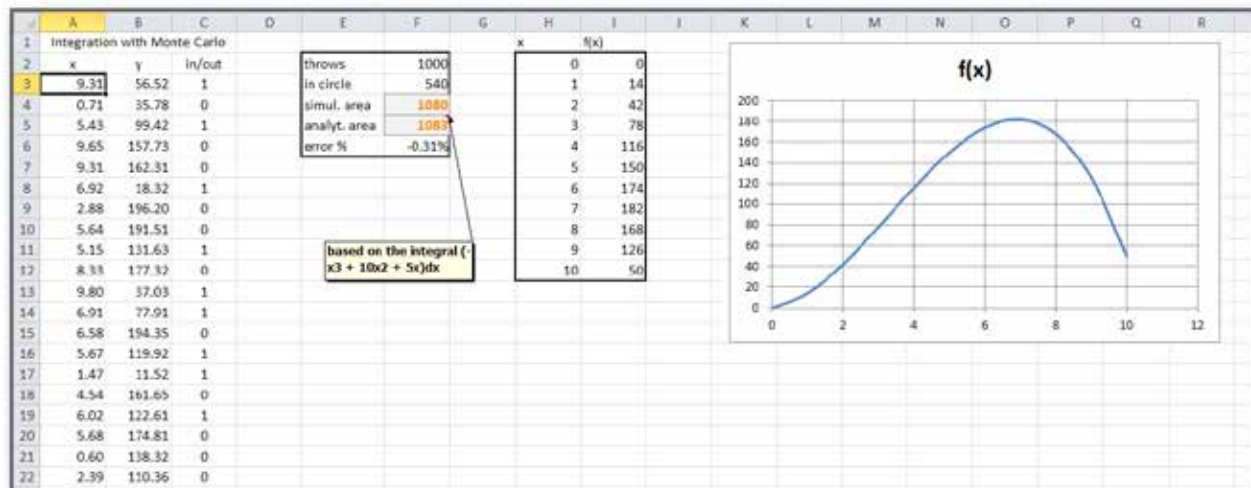 A B C D E F G H I J K L M N O P Q R
1 Integration with Monte Carlo x f(x)
2 x y in/out throws 1000 0 0
3 9.31 56.52 1 in circle 540 1 14
4 0.71 35.78 0 simul. area 1080 2 42
5 5.43 99.42 1 analyt. area 1083 3 78
6 9.65 157.73 0 error % -0.31% 4 116
7 9.31 162.31 0 5 150
8 6.92 18.32 1 6 174
9 2.88 196.20 0 7 182
10 5.64 191.51 0 8 168
11 5.15 131.63 1 9 126
12 8.33 177.32 0 10 50
13 9.80 37.03 1
14 6.91 77.91 1
15 6.58 194.35 0
16 5.67 119.92 1
17 1.47 11.52 1
18 4.54 161.65 0
19 6.02 122.61 1
20 5.68 174.81 0
21 0.60 138.32 0
22 2.39 110.36 0
based on the integral (-
x3 + 10x2 + 5x)dx
f(x)
200
180
160
140
120
100
80
60
40
20
0
0 2 4 6 8 10 12